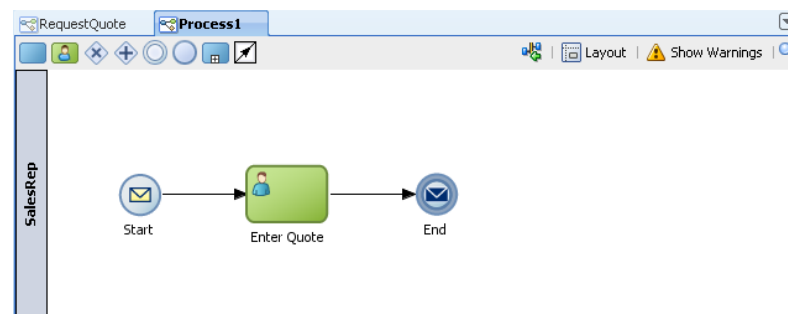 RequestQuote Process1
Layout Show Warnings
SalesRep
Start Enter Quote End